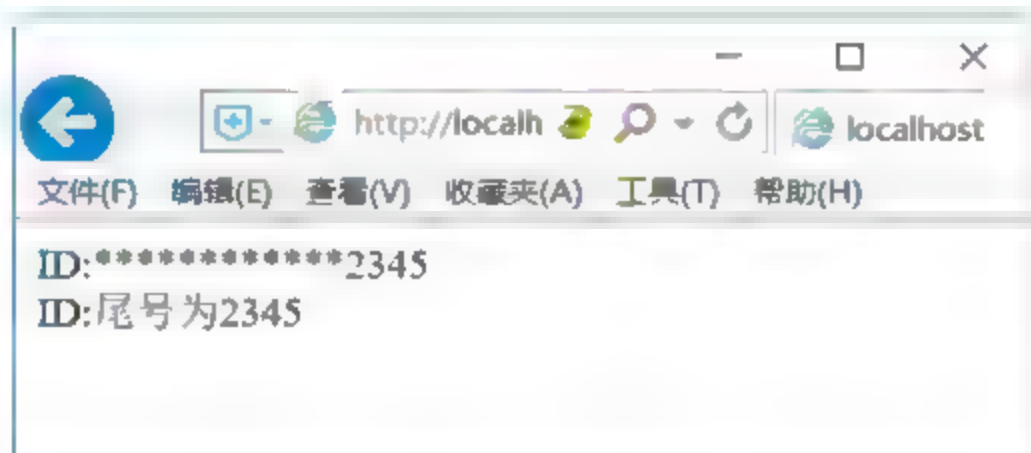 http://localh localhost
文件(F) 编辑(E) 查看(V) 收藏夹(A) 工具(T) 帮助(H)
ID:************2345
ID:尾号为2345